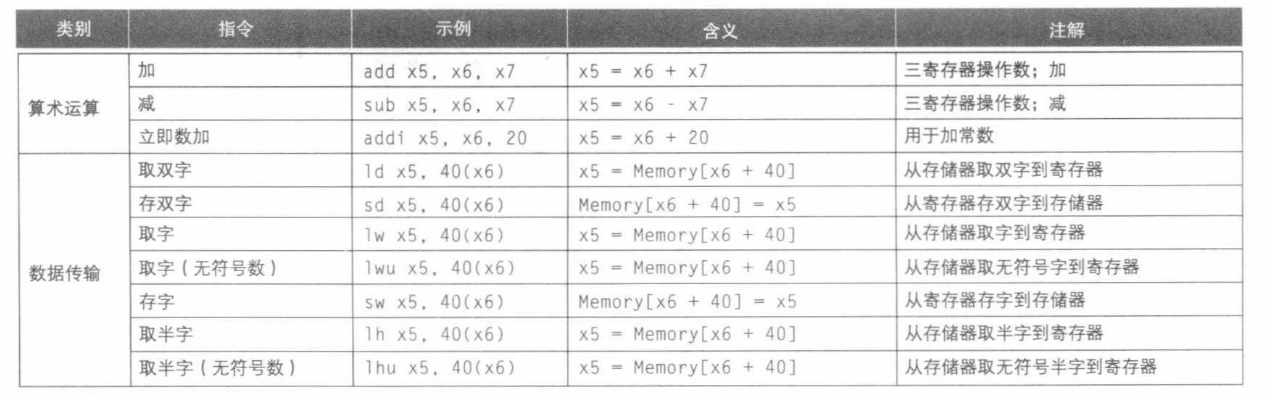 类别 指令 示例 含义 注解
算术运算 加 add x5, x6, x7 x5 = x6 + x7 三寄存器操作数；加
减 sub x5, x6, x7 x5 = x6 - x7 三寄存器操作数；减
立即数加 addi x5, x6, 20 x5 = x6 + 20 用于加常数
数据传输 取双字 ld x5, 40(x6) x5 = Memory[x6 + 40] 从存储器取双字到寄存器
存双字 sd x5, 40(x6) Memory[x6 + 40] = x5 从寄存器存双字到存储器
取字 lw x5, 40(x6) x5 = Memory[x6 + 40] 从存储器取字到寄存器
取字（无符号数） lwu x5, 40(x6) x5 = Memory[x6 + 40] 从存储器取无符号字到寄存器
存字 sw x5, 40(x6) Memory[x6 + 40] = x5 从寄存器存字到存储器
取半字 lh x5, 40(x6) x5 = Memory[x6 + 40] 从存储器取半字到寄存器
取半字（无符号数） lhu x5, 40(x6) x5 = Memory[x6 + 40] 从存储器取无符号半字到寄存器